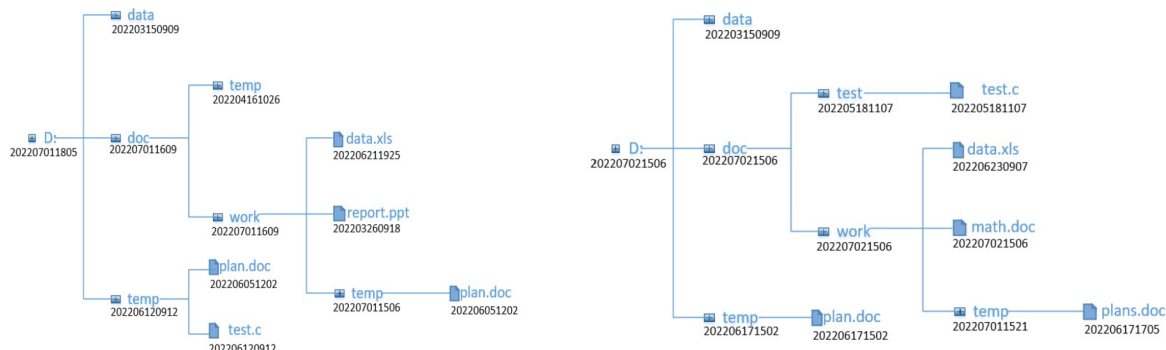 data
202203150909
temp
202204161026
D:
202207011805
doc
202207011609
data.xls
202206211925
work
202207011609
report.ppt
202203260918
plan.doc
202206051202
temp
202206120912
temp
202207011506
plan.doc
202206051202
test.c
202206120912
data
202203150909
test
202205181107
test.c
202205181107
D:
202207021506
doc
202207021506
data.xls
202206230907
work
202207021506
math.doc
202207021506
temp
202206171502
plan.doc
202206171502
temp
202207011521
plans.doc
202206171705